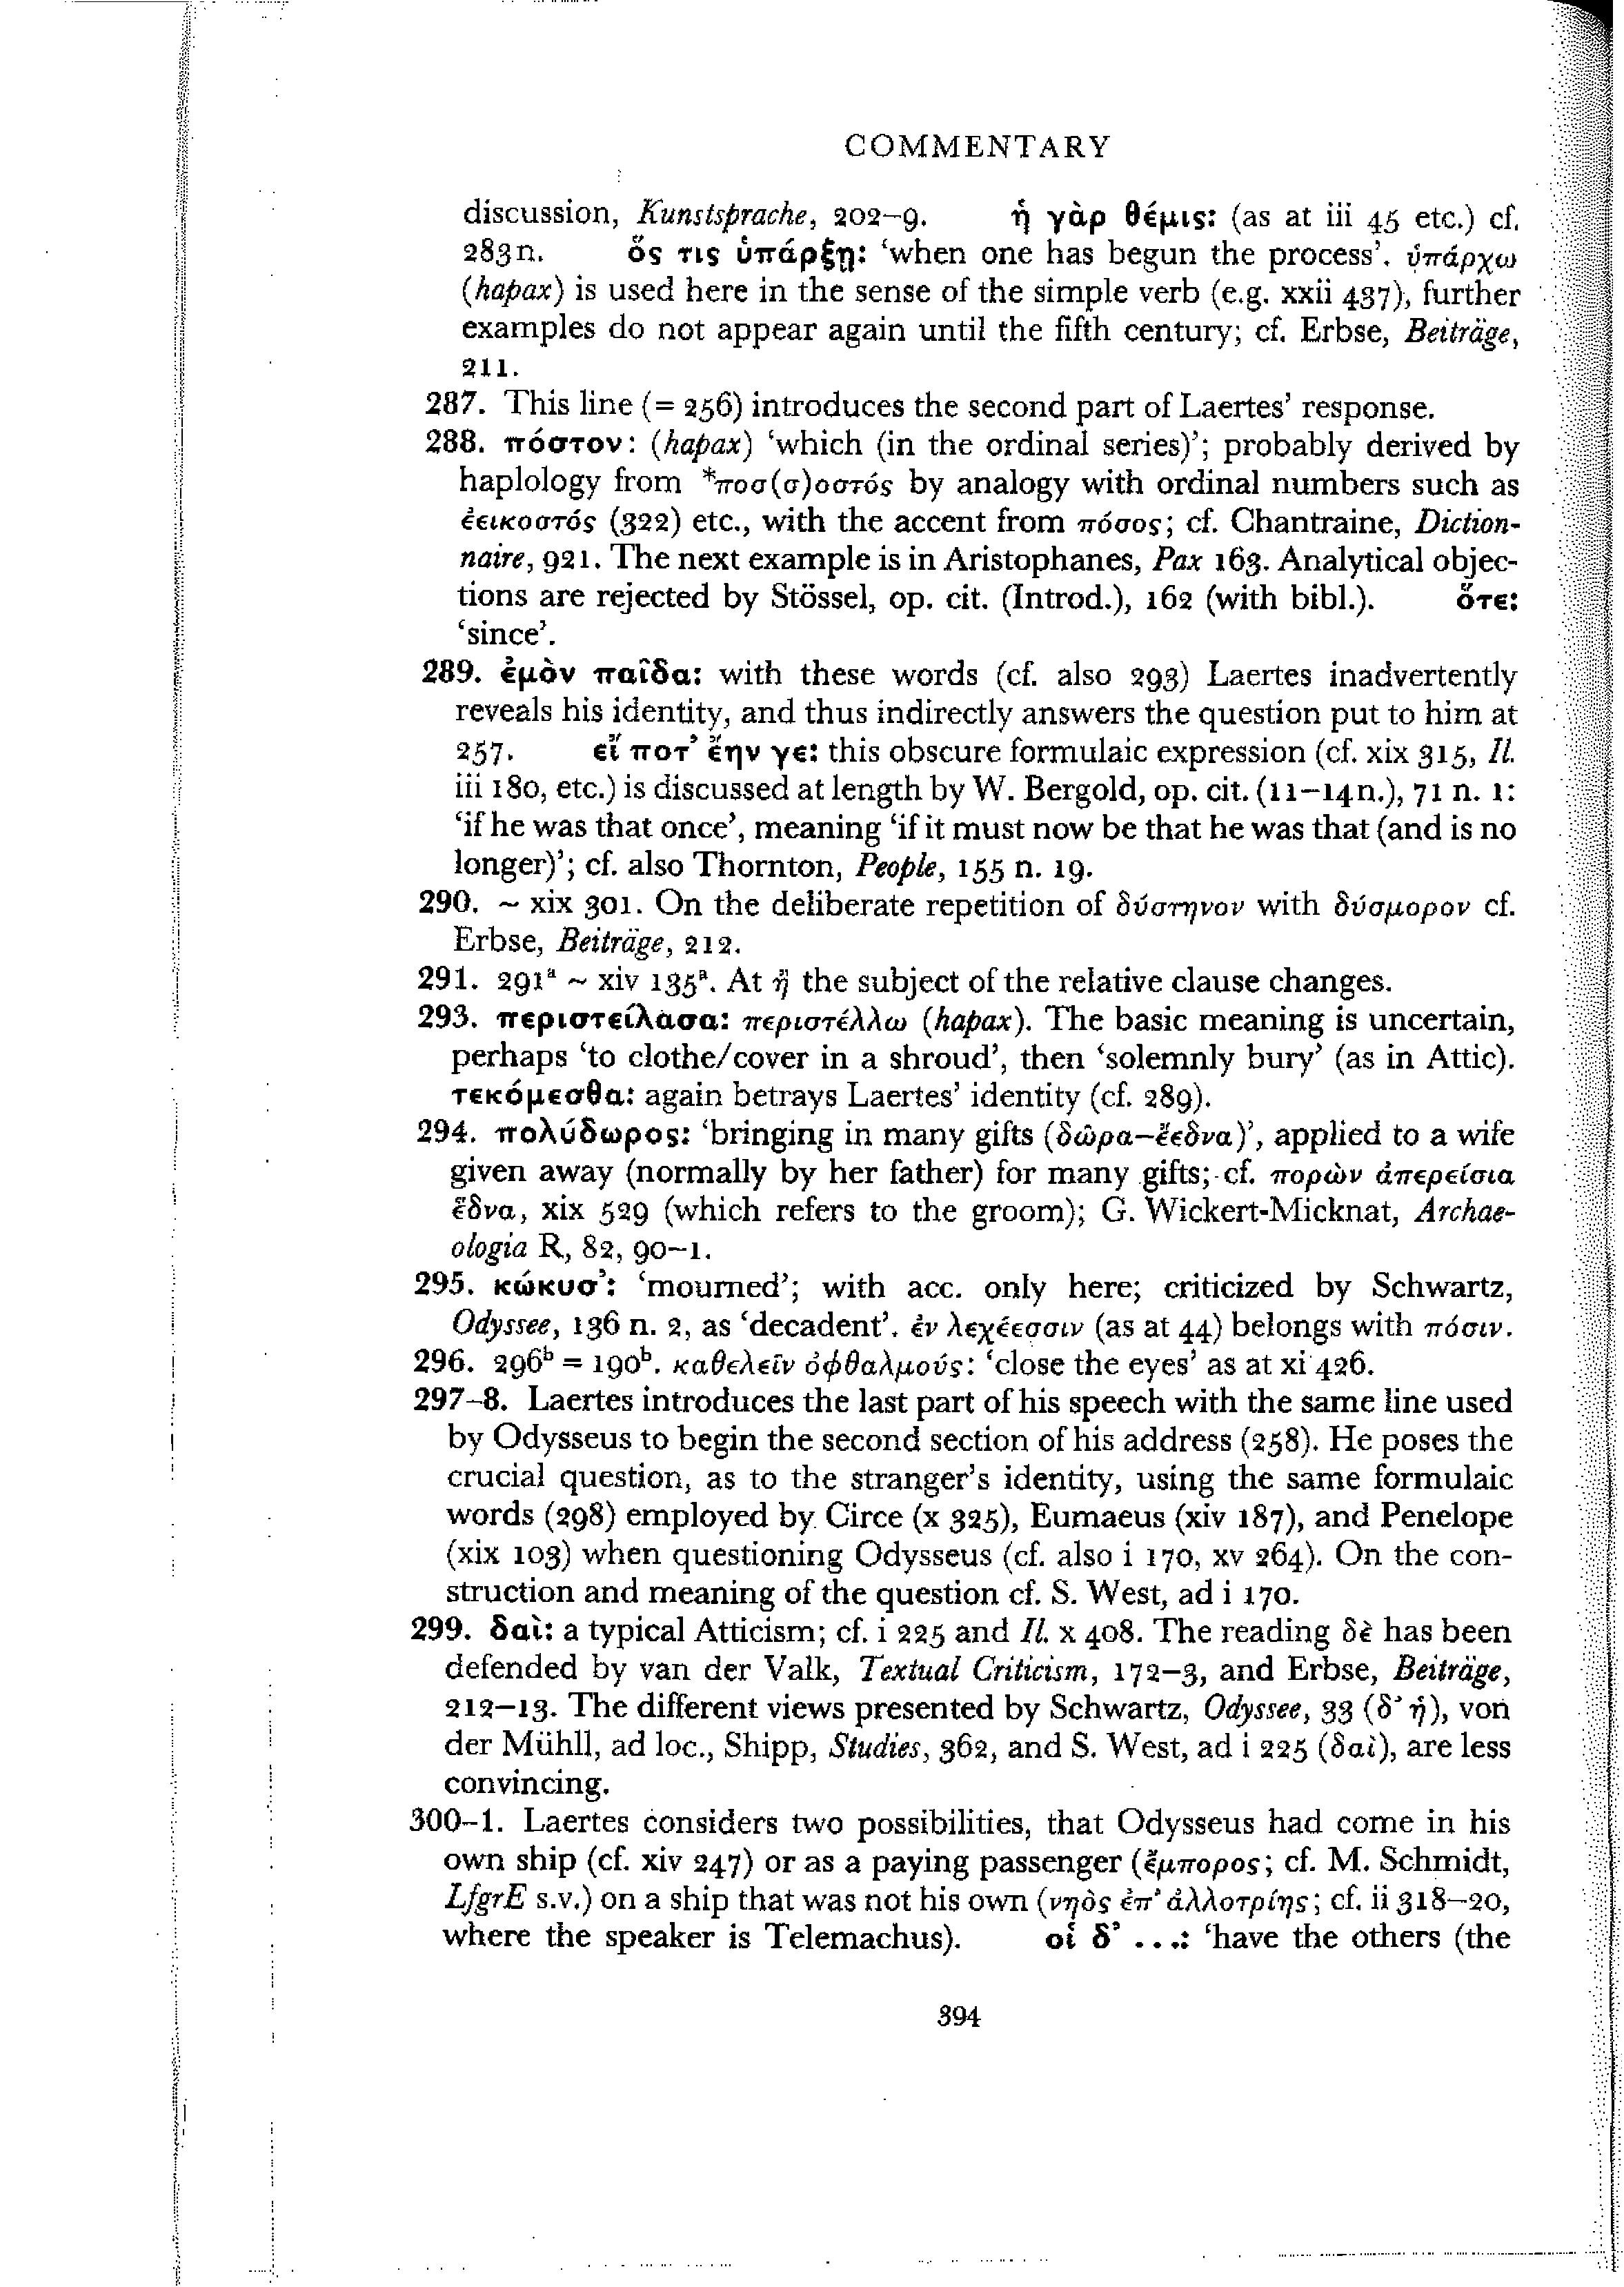 COMMENTARY
discussion, Kunstsprache, 202–9. ἡ γὰρ θέμις: (as at iii 45 etc.) cf.
283n. ὅς τις ὑπάρξῃ: ‘when one has begun the process’. ὑπάρχω
(hapax) is used here in the sense of the simple verb (e.g. xxii 437), further
examples do not appear again until the fifth century; cf. Erbse, Beiträge,
211.
287. This line (= 256) introduces the second part of Laertes’ response.
288. πόστον: (hapax) ‘which (in the ordinal series)’; probably derived by
haplology from *ποσ(σ)οστός by analogy with ordinal numbers such as
ἐεικοστός (322) etc., with the accent from πόσος; cf. Chantraine, Diction-
naire, 921. The next example is in Aristophanes, Pax 163. Analytical objec-
tions are rejected by Stössel, op. cit. (Introd.), 162 (with bibl.). ὅτε:
‘since’.
289. ἐμὸν παῖδα: with these words (cf. also 293) Laertes inadvertently
reveals his identity, and thus indirectly answers the question put to him at
257. εἴ ποτ’ ἔην γε: this obscure formulaic expression (cf. xix 315, Il.
iii 180, etc.) is discussed at length by W. Bergold, op. cit. (11–14n.), 71 n. 1:
‘if he was that once’, meaning ‘if it must now be that he was that (and is no
longer)’; cf. also Thornton, People, 155 n. 19.
290. ~ xix 301. On the deliberate repetition of δύστηνον with δύσμορον cf.
Erbse, Beiträge, 212.
291. 291ª ~ xiv 135ª. At ᾗ the subject of the relative clause changes.
293. περιστείλασα: περιστέλλω (hapax). The basic meaning is uncertain,
perhaps ‘to clothe/cover in a shroud’, then ‘solemnly bury’ (as in Attic).
τεκόμεσθα: again betrays Laertes’ identity (cf. 289).
294. πολύδωρος: ‘bringing in many gifts (δῶρα–ἔεδνα)’, applied to a wife
given away (normally by her father) for many gifts; cf. πορὼν ἀπερείσια
ἕδνα, xix 529 (which refers to the groom); G. Wickert-Micknat, Archae-
ologia R, 82, 90–1.
295. κώκυσ’: ‘mourned’; with acc. only here; criticized by Schwartz,
Odyssee, 136 n. 2, as ‘decadent’. ἐν λεχέεσσιν (as at 44) belongs with πόσιν.
296. 296ᵇ = 190ᵇ. καθελεῖν ὀφθαλμούς: ‘close the eyes’ as at xi 426.
297–8. Laertes introduces the last part of his speech with the same line used
by Odysseus to begin the second section of his address (258). He poses the
crucial question, as to the stranger’s identity, using the same formulaic
words (298) employed by Circe (x 325), Eumaeus (xiv 187), and Penelope
(xix 103) when questioning Odysseus (cf. also i 170, xv 264). On the con-
struction and meaning of the question cf. S. West, ad i 170.
299. δαὶ: a typical Atticism; cf. i 225 and Il. x 408. The reading δὲ has been
defended by van der Valk, Textual Criticism, 172–3, and Erbse, Beiträge,
212–13. The different views presented by Schwartz, Odyssee, 33 (δ’ ἡ), von
der Mühll, ad loc., Shipp, Studies, 362, and S. West, ad i 225 (δαὶ), are less
convincing.
300–1. Laertes considers two possibilities, that Odysseus had come in his
own ship (cf. xiv 247) or as a paying passenger (ἔμπορος; cf. M. Schmidt,
LfgrE s.v.) on a ship that was not his own (νηὸς ἐπ’ ἀλλοτρίης; cf. ii 318–20,
where the speaker is Telemachus). οἱ δ’ ...: ‘have the others (the
394